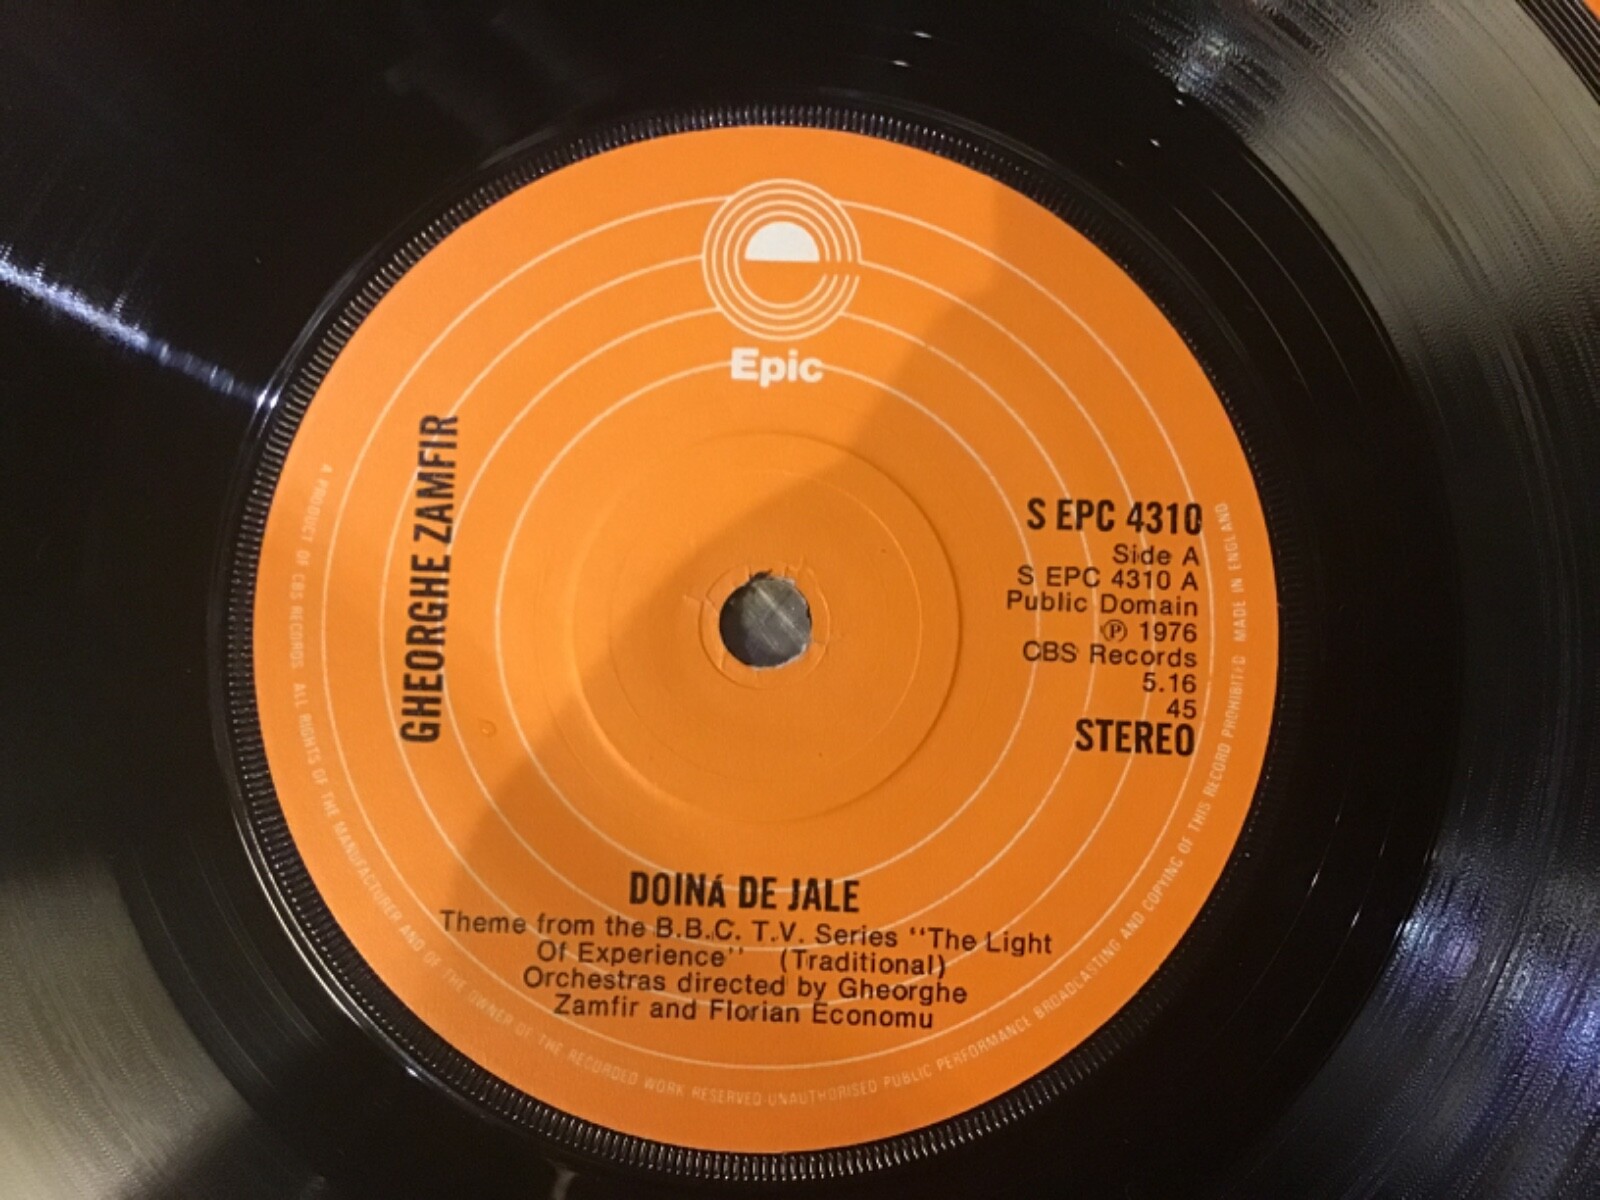 Epic
GHEORGHE ZAMFIR
S EPC 4310
Side A
S EPC 4310 A
Public Domain
℗ 1976
CBS Records
5.16
45
STEREO
DOINÁ DE JALE
Theme from the B.B.C. T.V. Series "The Light
Of Experience" (Traditional)
Orchestras directed by Gheorghe
Zamfir and Florian Economu
A PRODUCT OF CBS RECORDS. ALL RIGHTS OF THE MANUFACTURER AND OF THE OWNER OF THE RECORDED WORK RESERVED·UNAUTHORISED PUBLIC PERFORMANCE BROADCASTING AND COPYING OF THIS RECORD PROHIBITED MADE IN ENGLAND